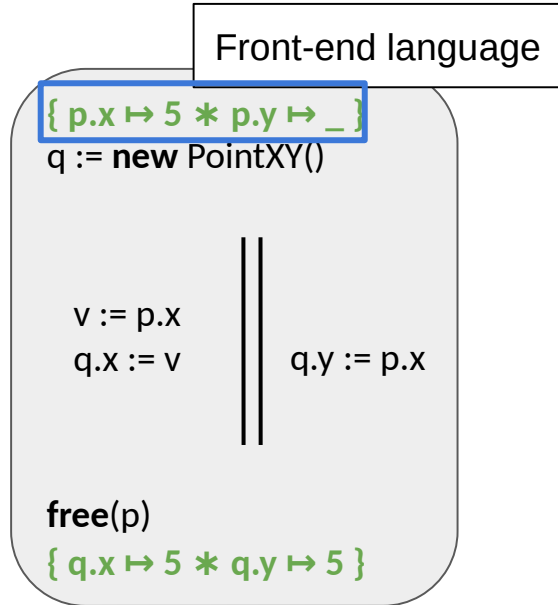 Front-end language
{ p.x ↦ 5 ∗ p.y ↦ _ }
q := new PointXY()
v := p.x
q.x := v
q.y := p.x
free(p)
{ q.x ↦ 5 ∗ q.y ↦ 5 }